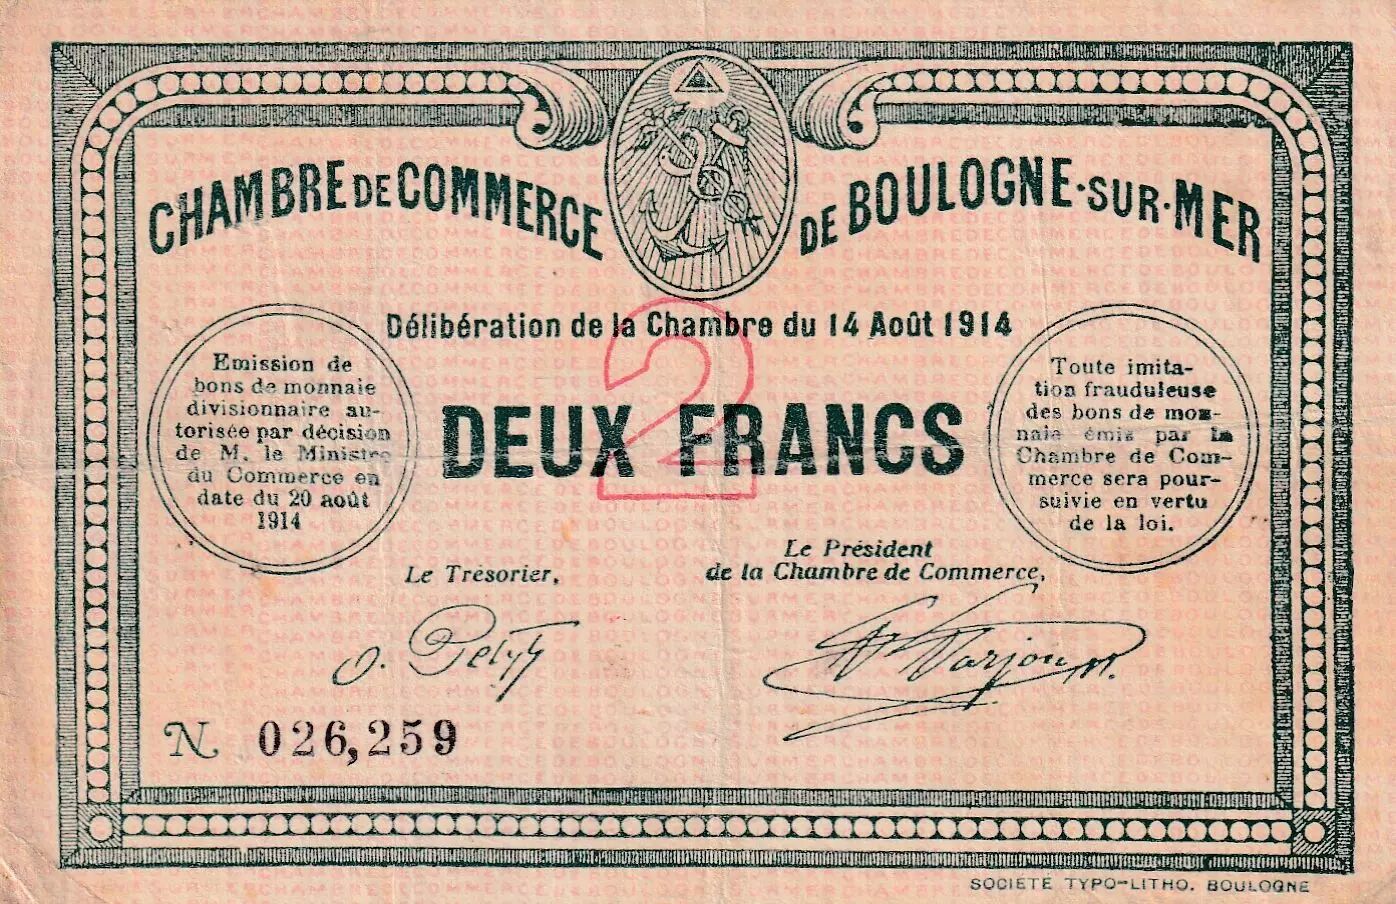 CHAMBRE DE COMMERCE DE BOULOGNE-SUR-MER
Délibération de la Chambre du 14 Août 1914
Emission de
bons de monnaie
divisionnaire au-
torisée par décision
de M. le Ministre
du Commerce en
date du 20 août
1914
2
DEUX FRANCS
Toute imita-
tion frauduleuse
des bons de mon-
naie émis par la
Chambre de Com-
merce sera pour-
suivie en vertu
de la loi.
Le Trésorier,
Le Président
de la Chambre de Commerce,
N 026,259
SOCIÉTÉ TYPO-LITHO. BOULOGNE